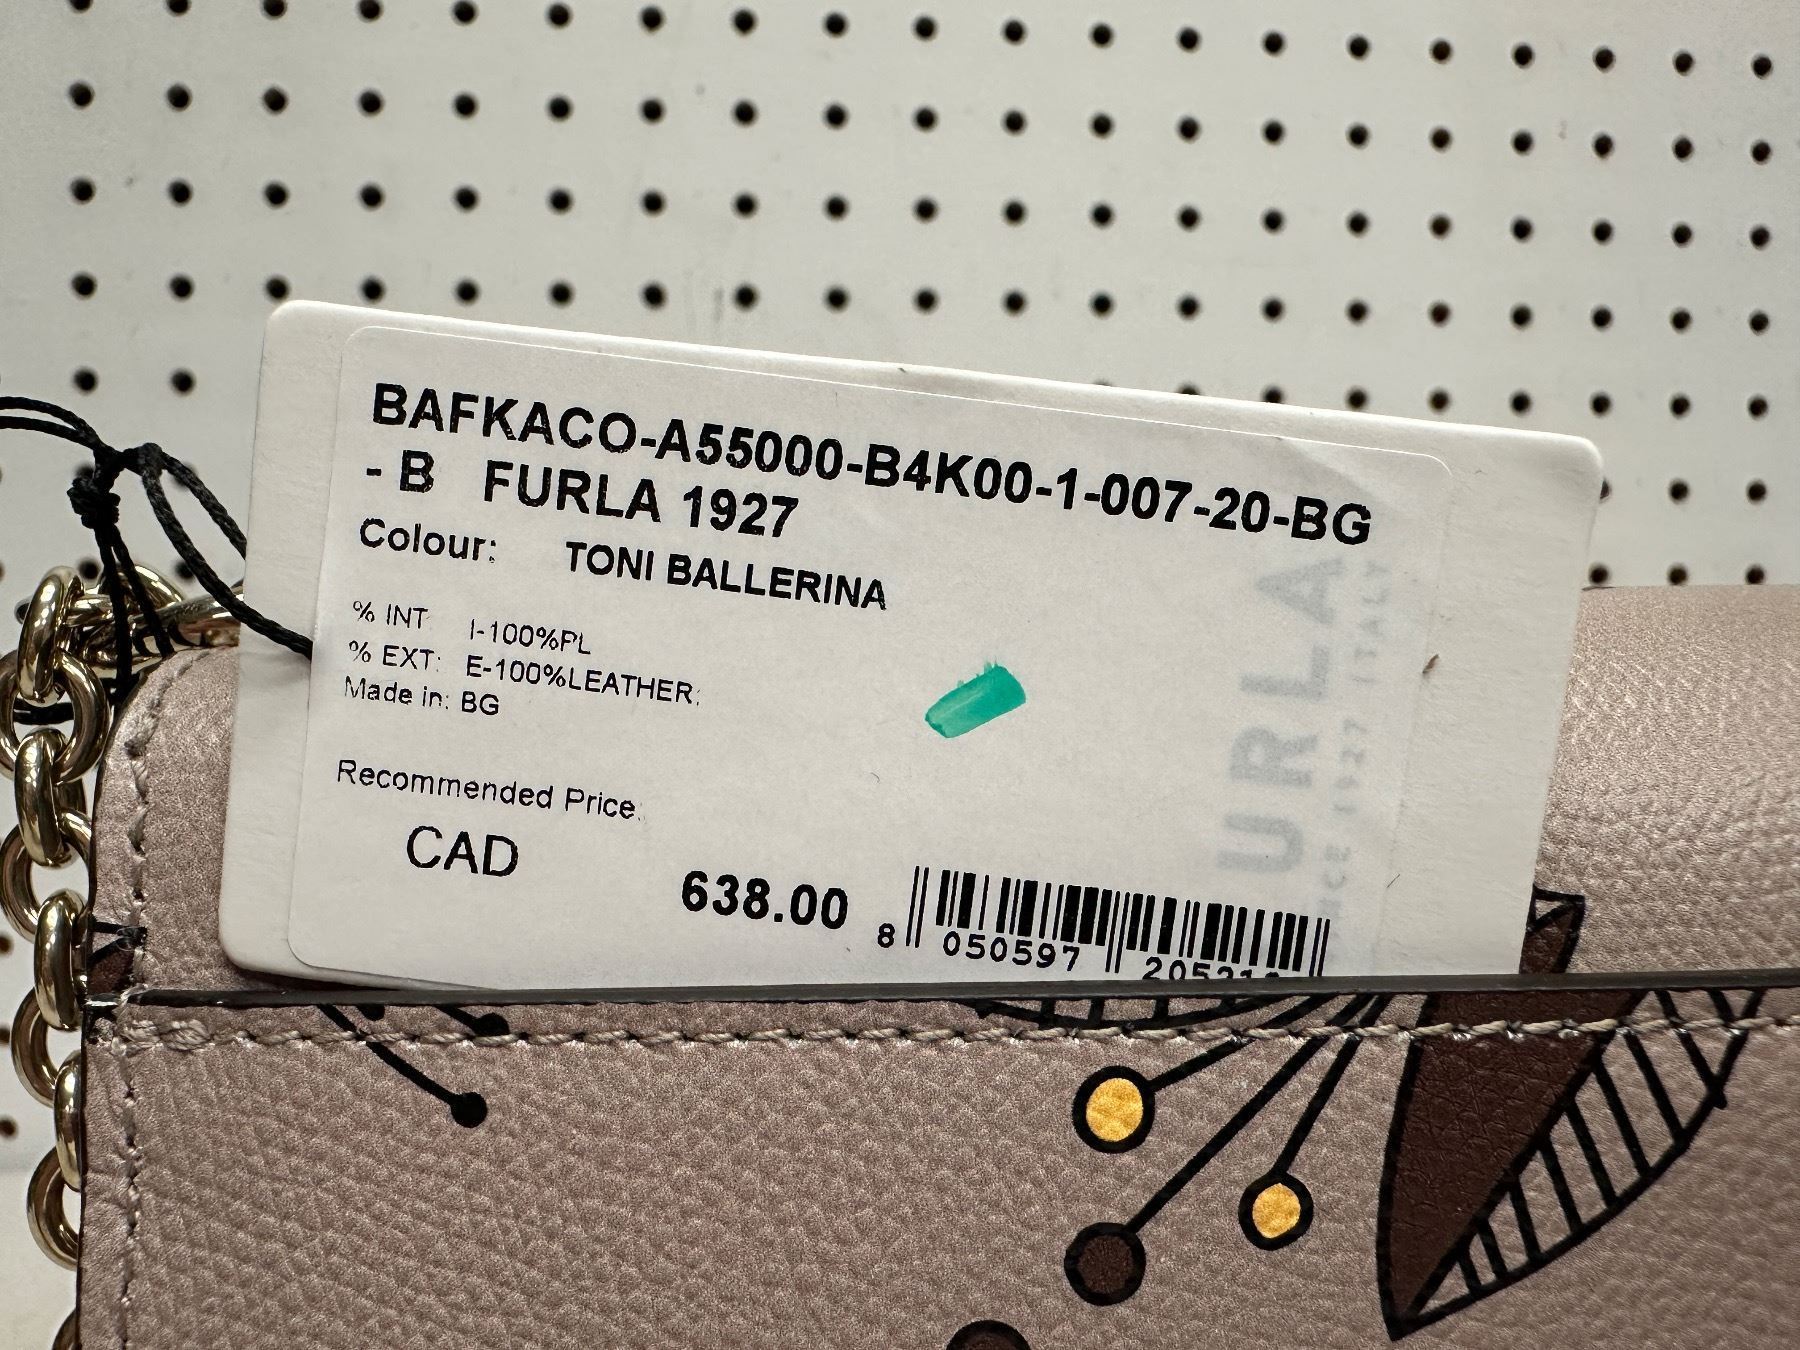 BAFKACO-A55000-B4K00-1-007-20-BG
- B FURLA 1927
Colour: TONI BALLERINA
% INT: I-100%PL
% EXT: E-100%LEATHER;
Made in: BG
Recommended Price:
CAD
638.00
8 050597
URLA